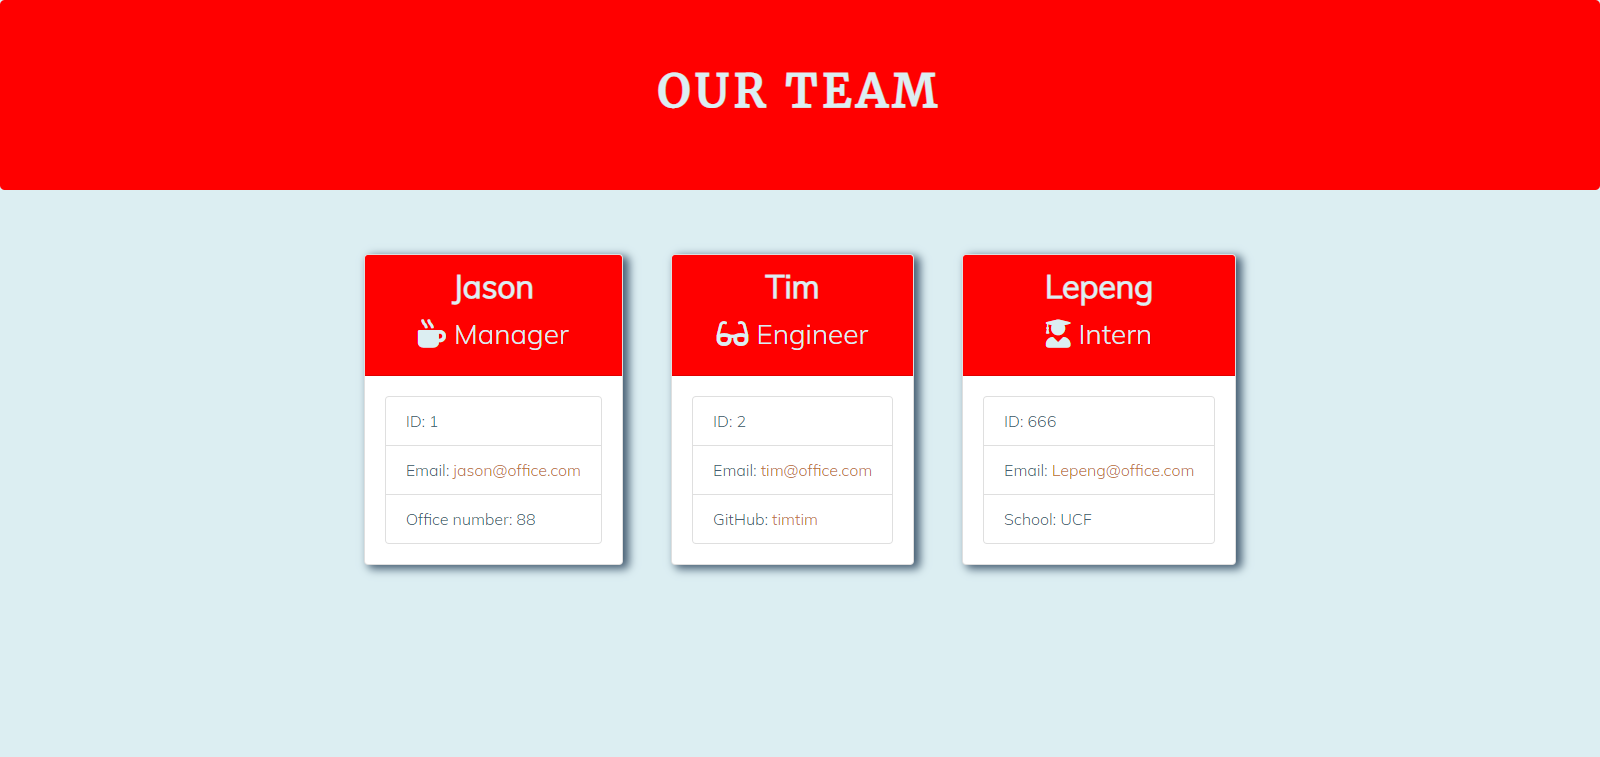 OUR TEAM
Jason
Manager
ID: 1
Email: jason@office.com
Office number: 88
Tim
Engineer
ID: 2
Email: tim@office.com
GitHub: timtim
Lepeng
Intern
ID: 666
Email: Lepeng@office.com
School: UCF